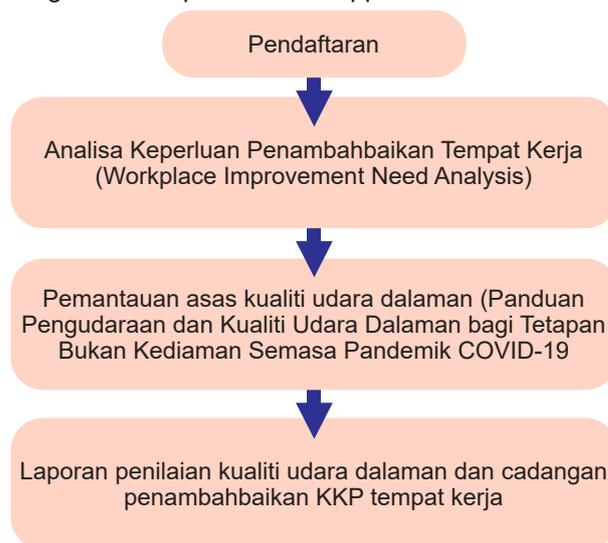 Pendaftaran
Analisa Keperluan Penambahbaikan Tempat Kerja
(Workplace Improvement Need Analysis)
Pemantauan asas kualiti udara dalaman (Panduan
Pengudaraan dan Kualiti Udara Dalaman bagi Tetapan
Bukan Kediaman Semasa Pandemik COVID-19
Laporan penilaian kualiti udara dalaman dan cadangan
penambahbaikan KKP tempat kerja